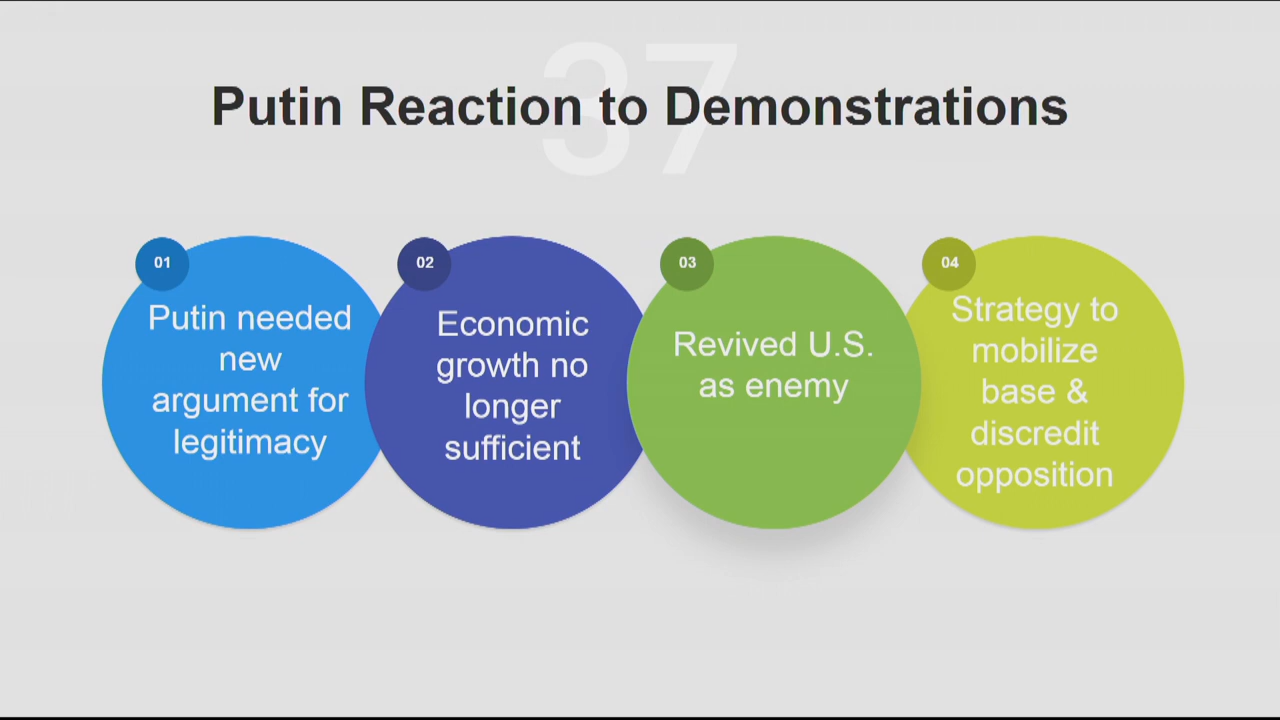 37
Putin Reaction to Demonstrations
01
Putin needed
new
argument for
legitimacy
02
Economic
growth no
longer
sufficient
03
Revived U.S.
as enemy
04
Strategy to
mobilize
base &
discredit
opposition